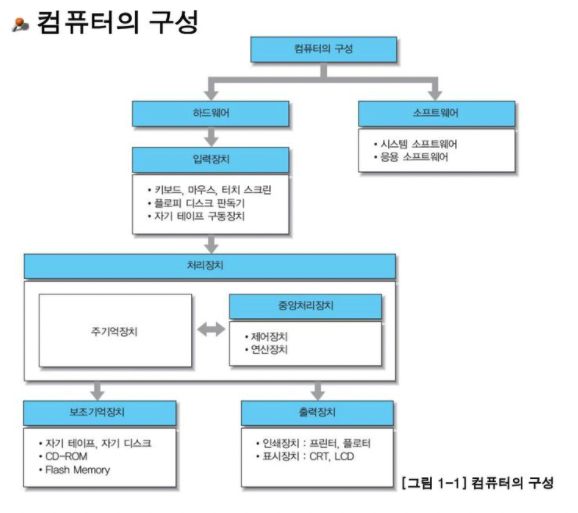 컴퓨터의 구성
컴퓨터의 구성
하드웨어
소프트웨어
• 시스템 소프트웨어
• 응용 소프트웨어
입력장치
• 키보드, 마우스, 터치 스크린
• 플로피 디스크 판독기
• 자기 테이프 구동장치
처리장치
주기억장치
중앙처리장치
• 제어장치
• 연산장치
보조기억장치
• 자기 테이프, 자기 디스크
• CD-ROM
• Flash Memory
출력장치
• 인쇄장치 : 프린터, 플로터
• 표시장치 : CRT, LCD
[그림 1-1] 컴퓨터의 구성